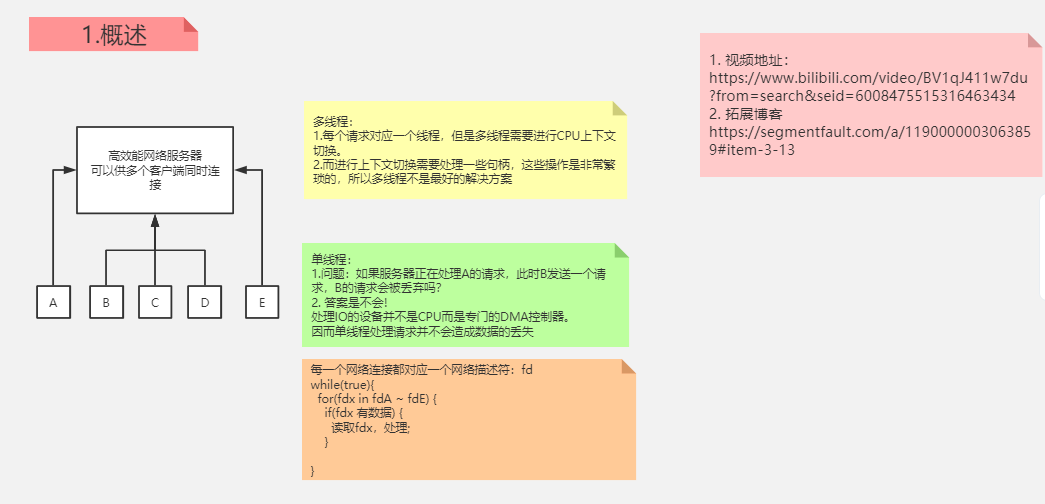 1.概述
1. 视频地址：
https://www.bilibili.com/video/BV1qJ411w7du
?from=search&seid=6008475515316463434
2. 拓展博客
https://segmentfault.com/a/119000000306385
9#item-3-13
高效能网络服务器
可以供多个客户端同时连
接
A
B
C
D
E
多线程：
1.每个请求对应一个线程，但是多线程需要进行CPU上下文
切换。
2.而进行上下文切换需要处理一些句柄，这些操作是非常繁
琐的，所以多线程不是最好的解决方案
单线程：
1.问题：如果服务器正在处理A的请求，此时B发送一个请
求，B的请求会被丢弃吗？
2. 答案是不会！
处理IO的设备并不是CPU而是专门的DMA控制器。
因而单线程处理请求并不会造成数据的丢失
每一个网络连接都对应一个网络描述符：fd
while(true){
for(fdx in fdA ~ fdE) {
if(fdx 有数据) {
读取fdx，处理;
}
}